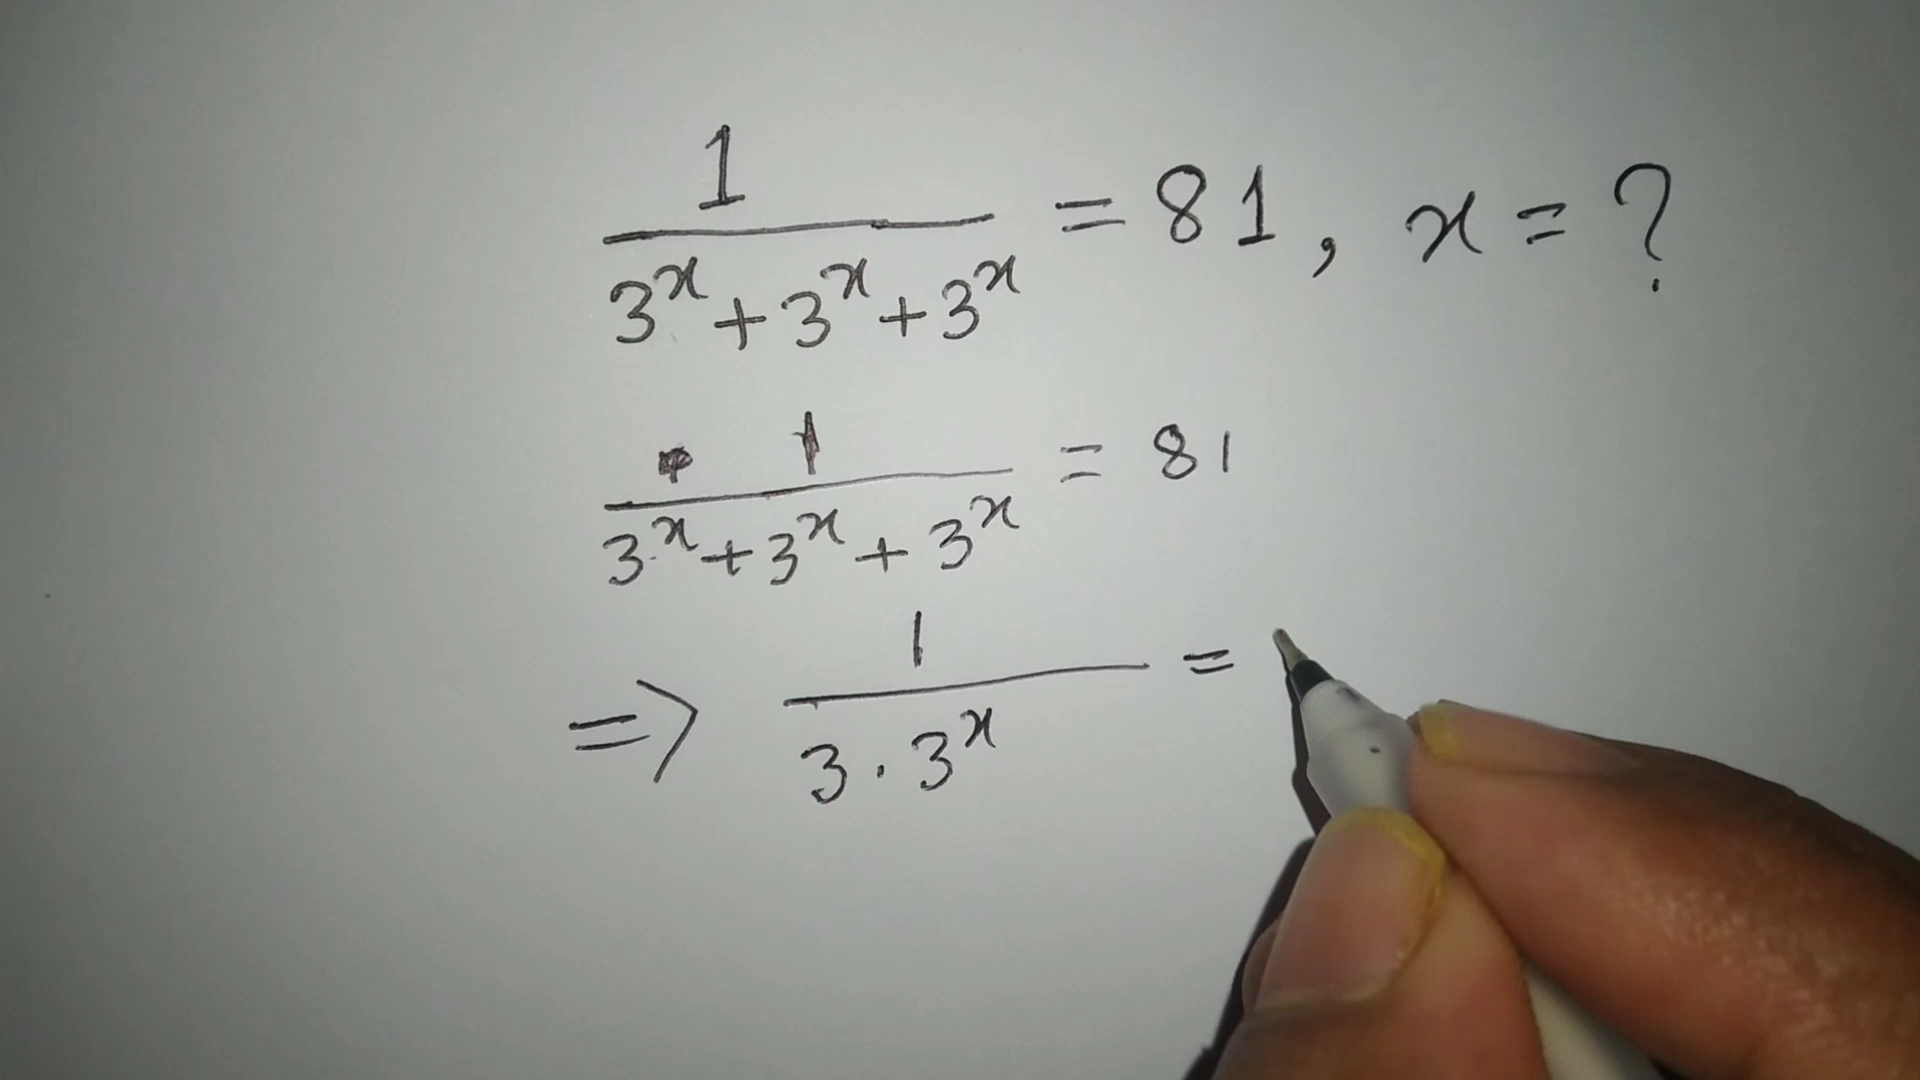 1/(3^x + 3^x + 3^x) = 81, x = ?
1/(3^x + 3^x + 3^x) = 81
=> 1/(3 · 3^x) =